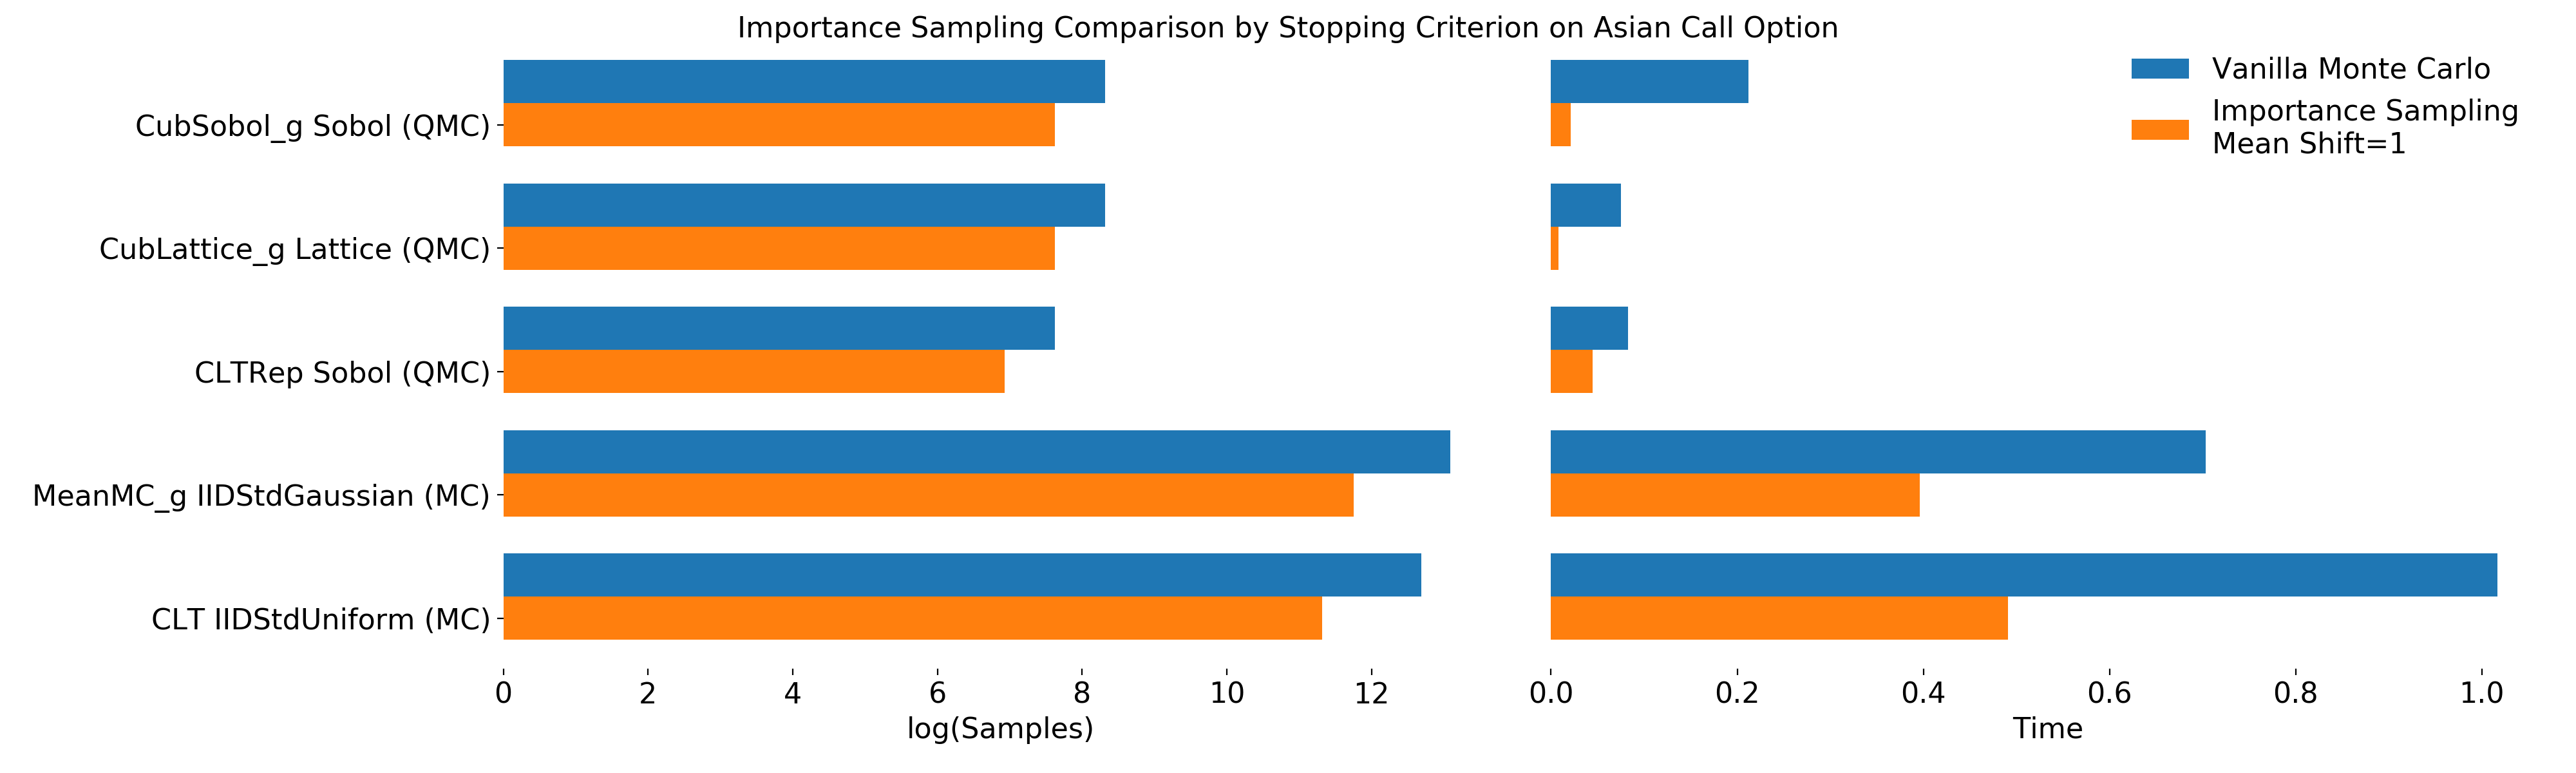 Importance Sampling Comparison by Stopping Criterion on Asian Call Option
Vanilla Monte Carlo
Importance Sampling
Mean Shift=1
CubSobol_g Sobol (QMC)
CubLattice_g Lattice (QMC)
CLTRep Sobol (QMC)
MeanMC_g IIDStdGaussian (MC)
CLT IIDStdUniform (MC)
0 2 4 6 8 10 12
log(Samples)
0.0 0.2 0.4 0.6 0.8 1.0
Time